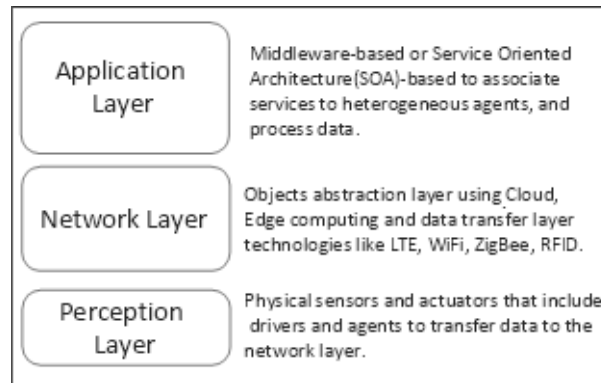 Application
Layer
Middleware-based or Service Oriented
Architecture(SOA)-based to associate
services to heterogeneous agents, and
process data.
Network Layer
Objects abstraction layer using Cloud,
Edge computing and data transfer layer
technologies like LTE, WiFi, ZigBee, RFID.
Perception
Layer
Physical sensors and actuators that include
drivers and agents to transfer data to the
network layer.